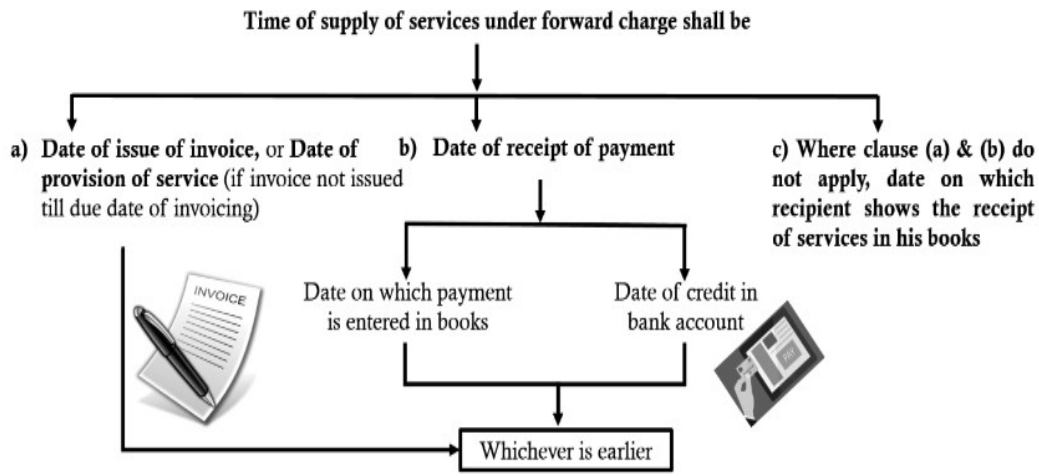 Time of supply of services under forward charge shall be
a) Date of issue of invoice, or Date of
provision of service (if invoice not issued
till due date of invoicing)
b) Date of receipt of payment
c) Where clause (a) & (b) do
not apply, date on which
recipient shows the receipt
of services in his books
INVOICE
Date on which payment
is entered in books
Date of credit in
bank account
PAY
Whichever is earlier